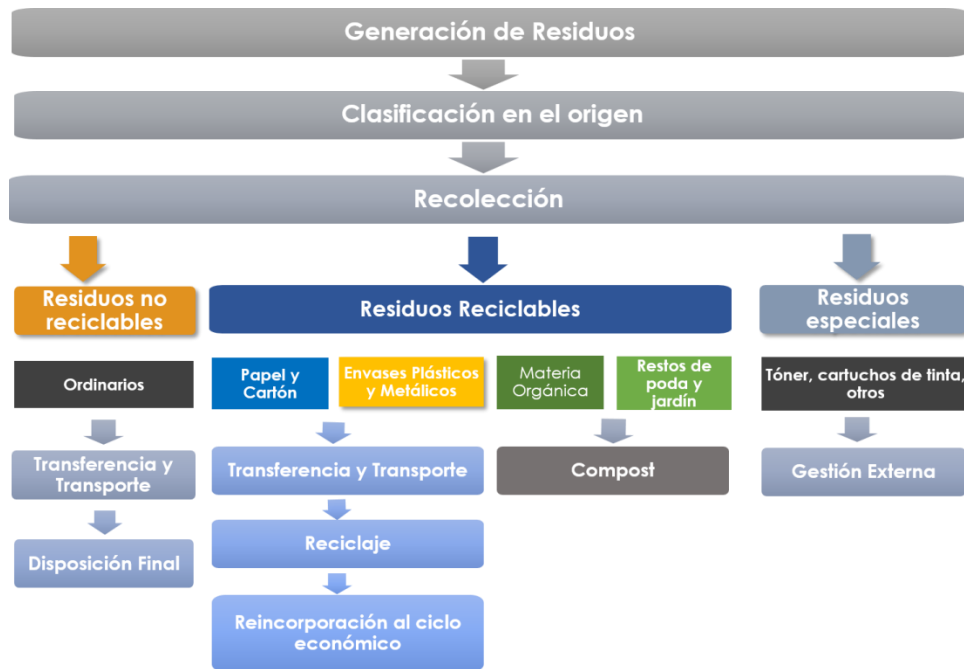 Generación de Residuos
Clasificación en el origen
Recolección
Residuos no
reciclables
Residuos Reciclables
Residuos
especiales
Ordinarios
Papel y
Cartón
Envases Plásticos
y Metálicos
Materia
Orgánica
Restos de
poda y
jardín
Tóner, cartuchos de tinta,
otros
Transferencia y
Transporte
Transferencia y Transporte
Compost
Gestión Externa
Disposición Final
Reciclaje
Reincorporación al ciclo
económico